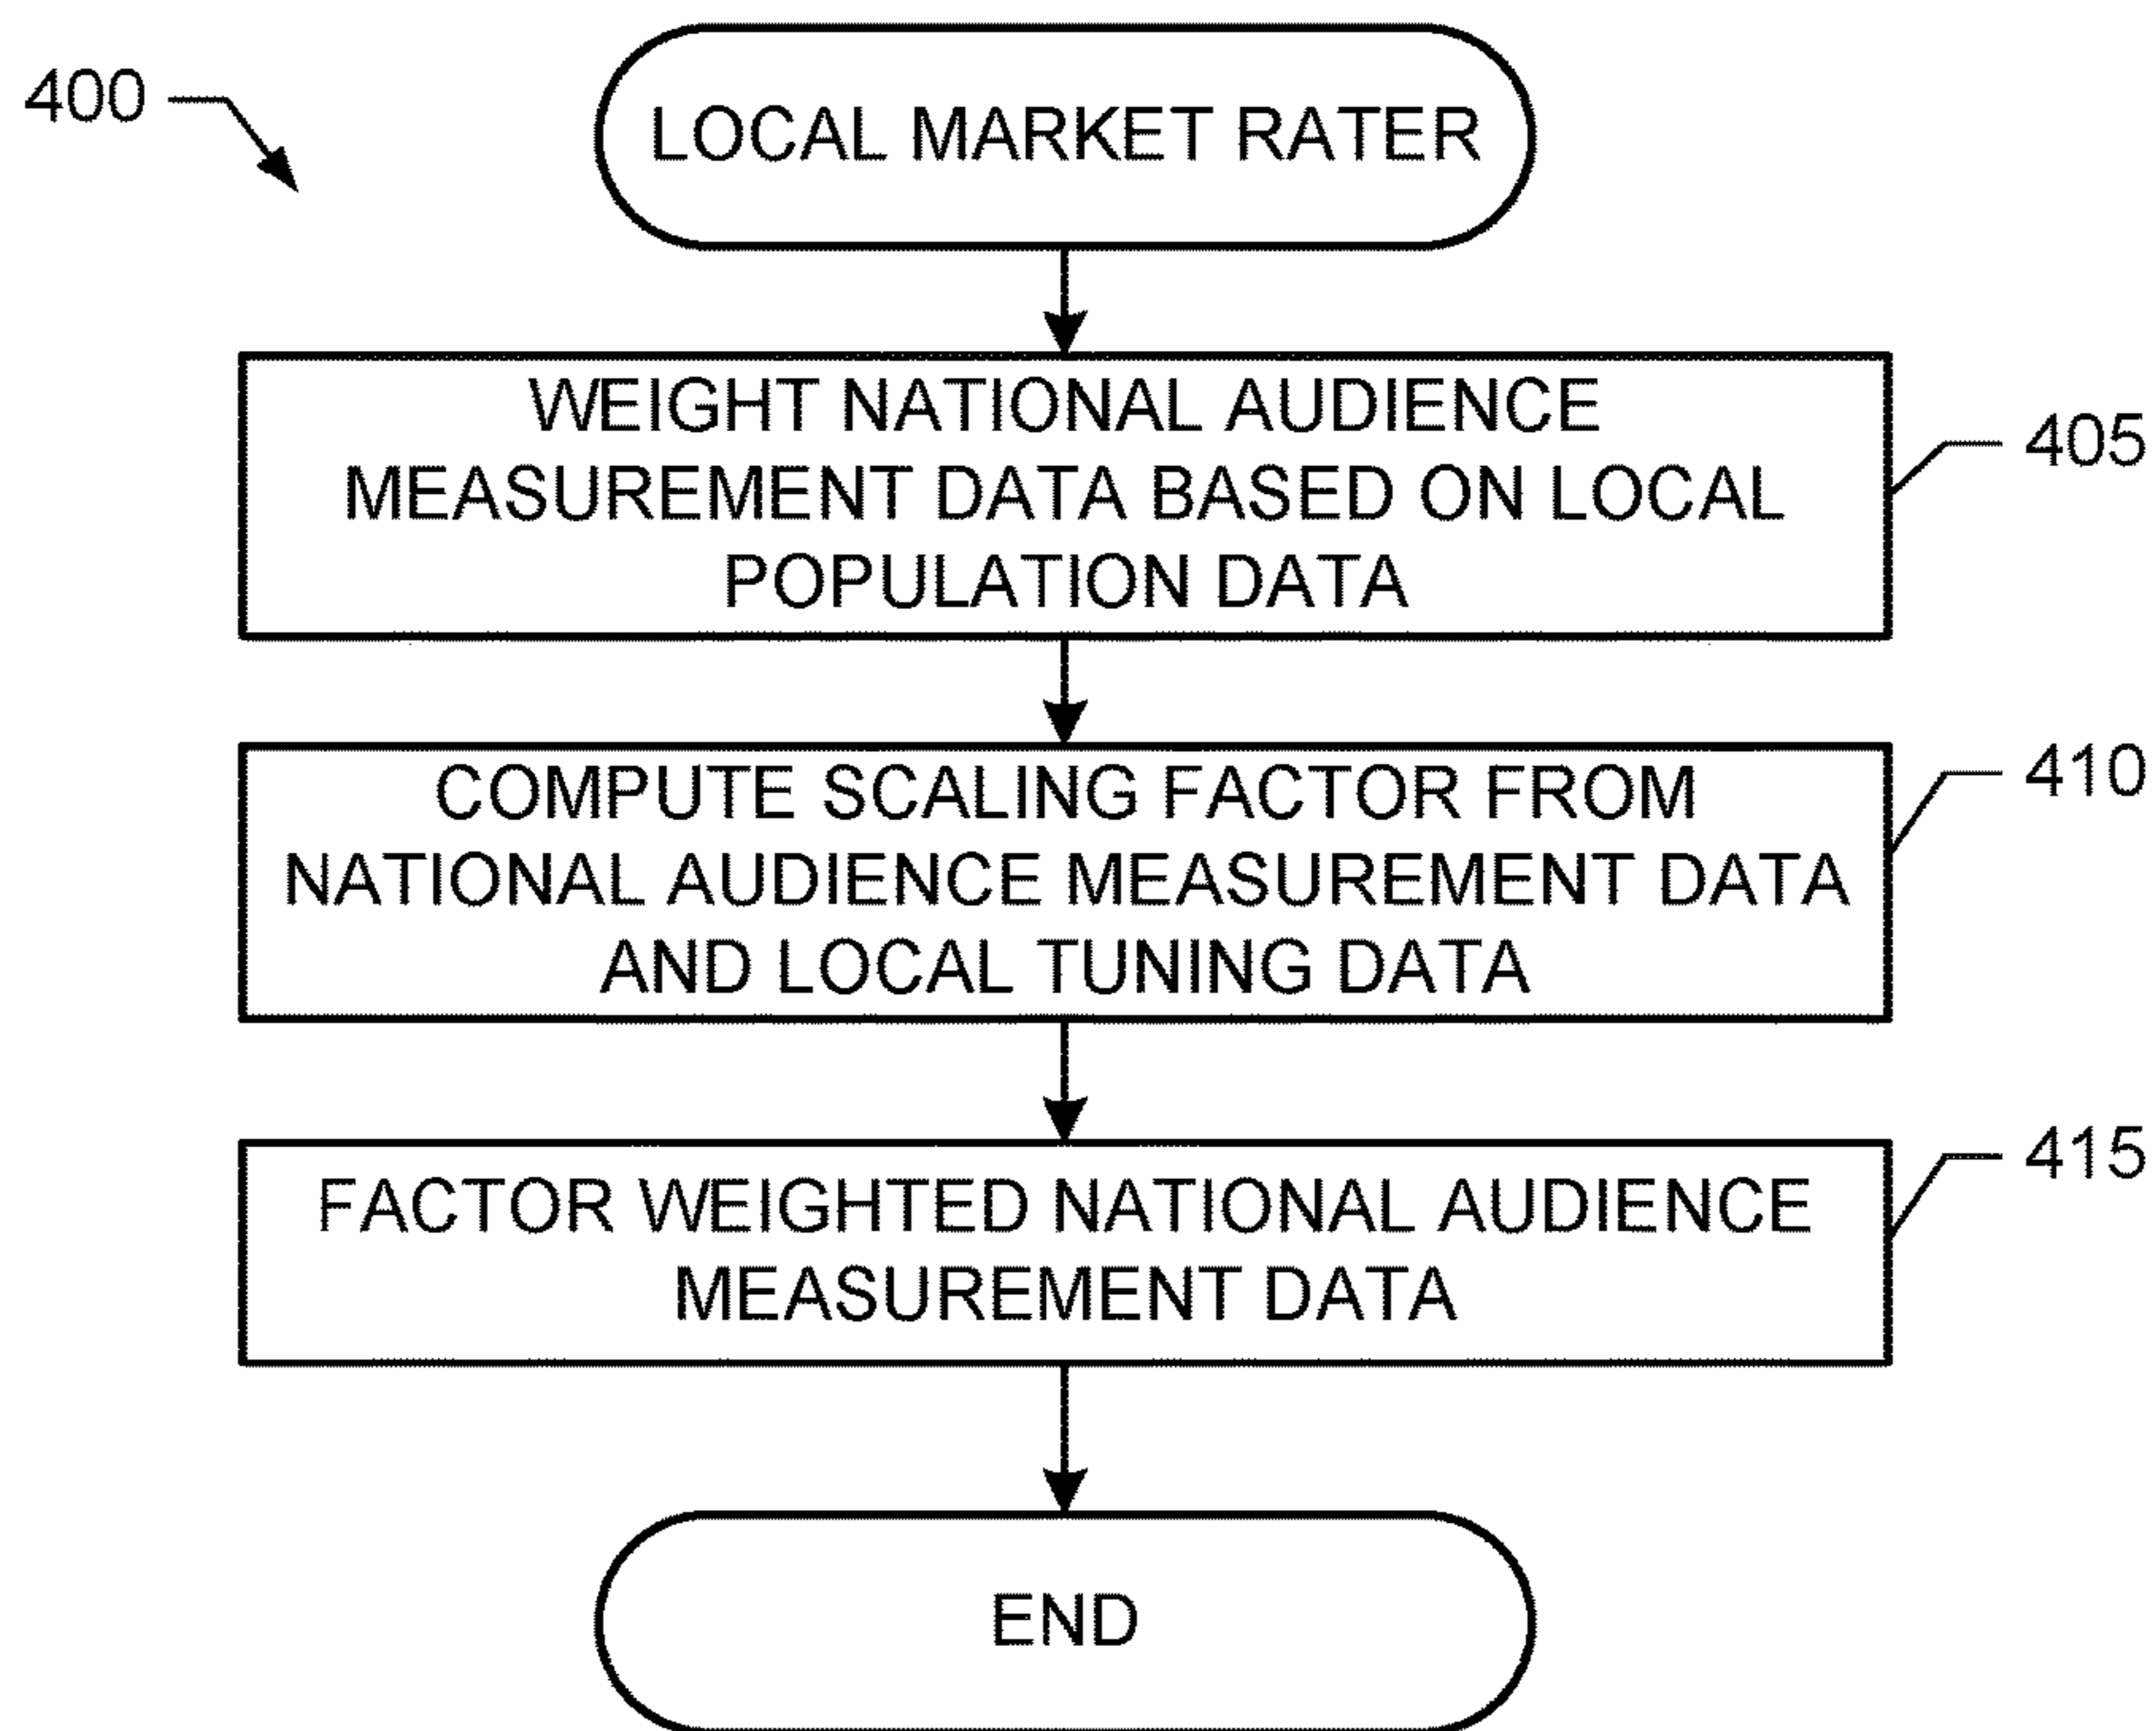 400
LOCAL MARKET RATER
WEIGHT NATIONAL AUDIENCE
MEASUREMENT DATA BASED ON LOCAL
POPULATION DATA
405
COMPUTE SCALING FACTOR FROM
NATIONAL AUDIENCE MEASUREMENT DATA
AND LOCAL TUNING DATA
410
FACTOR WEIGHTED NATIONAL AUDIENCE
MEASUREMENT DATA
415
END